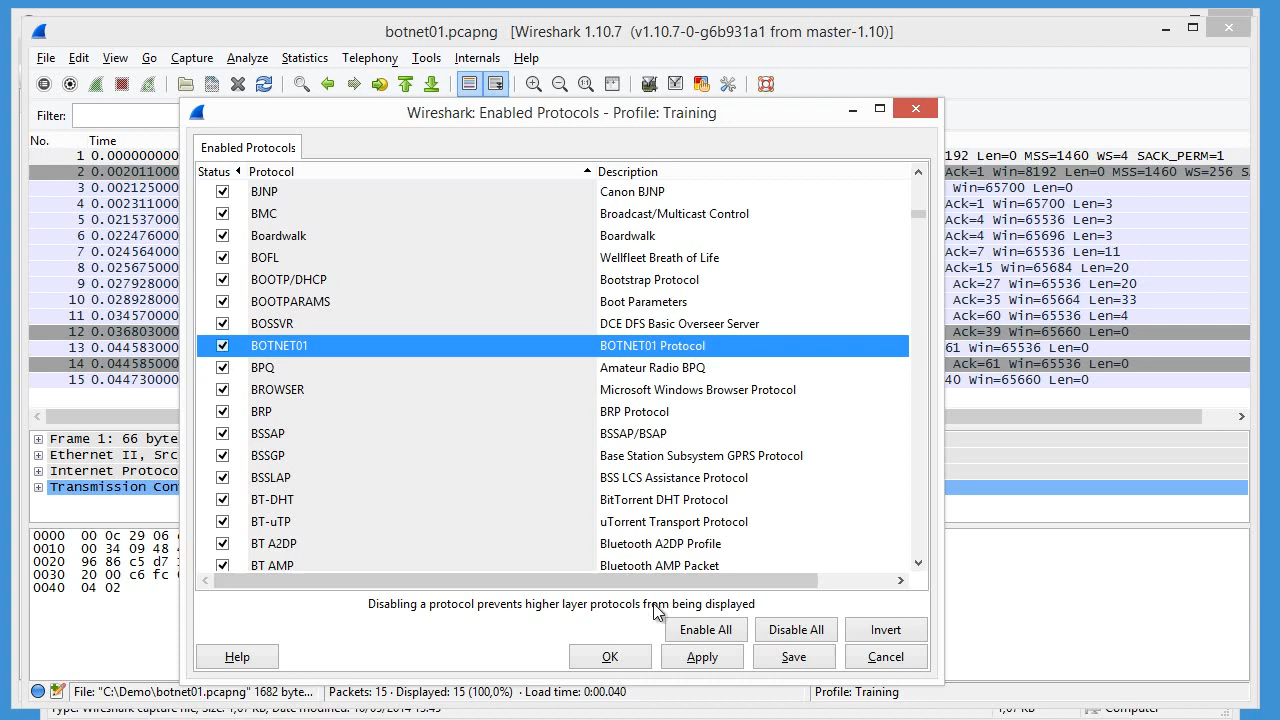 botnet01.pcapng   [Wireshark 1.10.7  (v1.10.7-0-g6b931a1 from master-1.10)]
File Edit View Go Capture Analyze Statistics Telephony Tools Internals Help
Filter:
Wireshark: Enabled Protocols - Profile: Training
Enabled Protocols
No. Time
Status Protocol Description
BJNP Canon BJNP
BMC Broadcast/Multicast Control
Boardwalk Boardwalk
BOFL Wellfleet Breath of Life
BOOTP/DHCP Bootstrap Protocol
BOOTPARAMS Boot Parameters
BOSSVR DCE DFS Basic Overseer Server
BOTNET01 BOTNET01 Protocol
BPQ Amateur Radio BPQ
BROWSER Microsoft Windows Browser Protocol
BRP BRP Protocol
BSSAP BSSAP/BSAP
BSSGP Base Station Subsystem GPRS Protocol
BSSLAP BSS LCS Assistance Protocol
BT-DHT BitTorrent DHT Protocol
BT-uTP uTorrent Transport Protocol
BT A2DP Bluetooth A2DP Profile
BT AMP Bluetooth AMP Packet
Disabling a protocol prevents higher layer protocols from being displayed
Enable All Disable All Invert
Help OK Apply Save Cancel
1 0.000000000 192 Len=0 MSS=1460 WS=4 SACK_PERM=1
2 0.002011000 Ack=1 Win=8192 Len=0 MSS=1460 WS=256 S
3 0.002125000 Win=65700 Len=0
4 0.002311000 Ack=1 Win=65700 Len=3
5 0.021537000 Ack=4 Win=65536 Len=3
6 0.022476000 Ack=4 Win=65696 Len=3
7 0.024564000 Ack=7 Win=65536 Len=11
8 0.025675000 Ack=15 Win=65684 Len=20
9 0.027928000 Ack=27 Win=65536 Len=20
10 0.028928000 Ack=35 Win=65664 Len=33
11 0.034570000 Ack=60 Win=65536 Len=4
12 0.036803000 Ack=39 Win=65660 Len=0
13 0.044583000 61 Win=65536 Len=0
14 0.044585000 Ack=61 Win=65536 Len=0
15 0.044730000 40 Win=65660 Len=0
Frame 1: 66 byte
Ethernet II, Src
Internet Protoco
Transmission Con
0000 00 0c 29 06
0010 00 34 09 48
0020 96 86 c5 d7
0030 20 00 c6 fc
0040 04 02
File: "C:\Demo\botnet01.pcapng" 1682 byte... Packets: 15 · Displayed: 15 (100,0%) · Load time: 0:00.040 Profile: Training